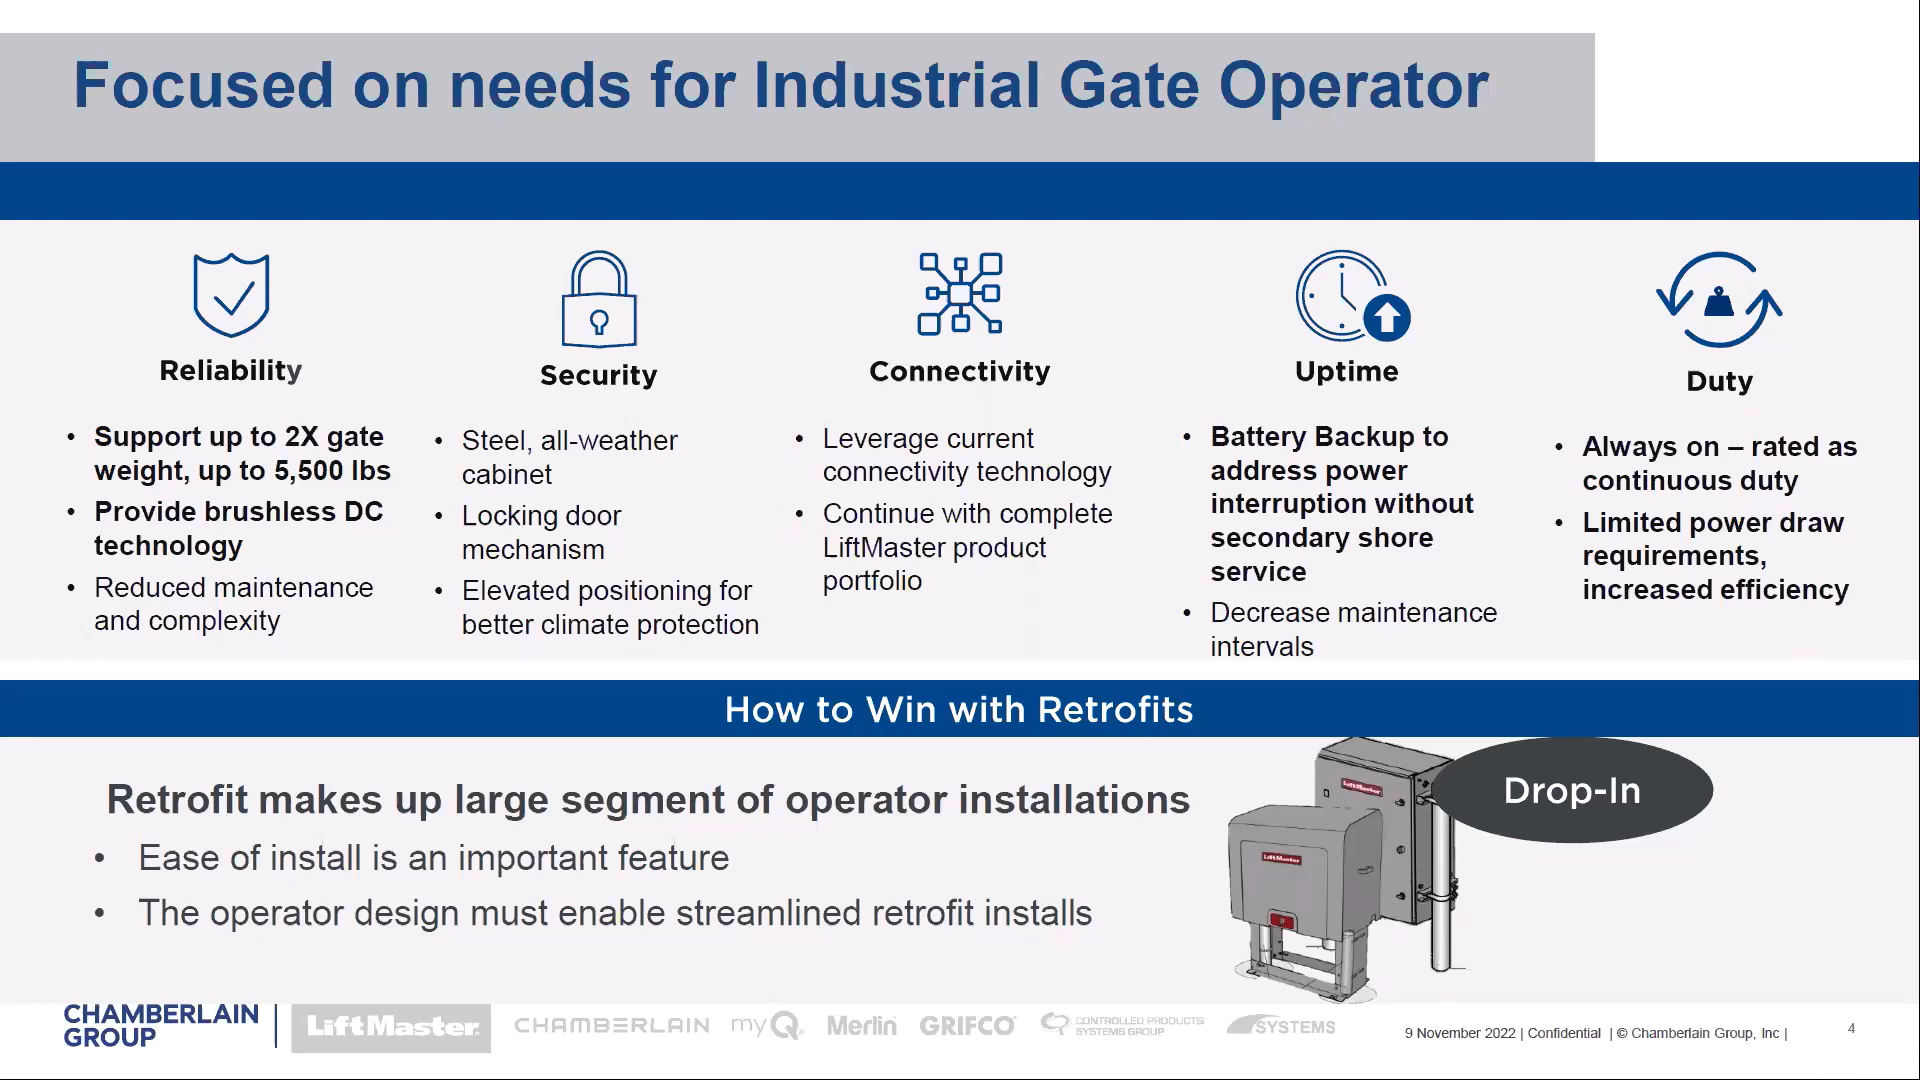 Focused on needs for Industrial Gate Operator
Reliability
• Support up to 2X gate
weight, up to 5,500 lbs
• Provide brushless DC
technology
• Reduced maintenance
and complexity
Security
• Steel, all-weather
cabinet
• Locking door
mechanism
• Elevated positioning for
better climate protection
Connectivity
• Leverage current
connectivity technology
• Continue with complete
LiftMaster product
portfolio
Uptime
• Battery Backup to
address power
interruption without
secondary shore
service
• Decrease maintenance
intervals
Duty
• Always on – rated as
continuous duty
• Limited power draw
requirements,
increased efficiency
How to Win with Retrofits
Retrofit makes up large segment of operator installations
• Ease of install is an important feature
• The operator design must enable streamlined retrofit installs
LiftMaster
LiftMaster
Drop-In
CHAMBERLAIN
GROUP
LiftMaster
CHAMBERLAIN
myQ
Merlin
GRIFCO
CONTROLLED PRODUCTS
SYSTEMS GROUP
SYSTEMS
9 November 2022 | Confidential | © Chamberlain Group, Inc |
4